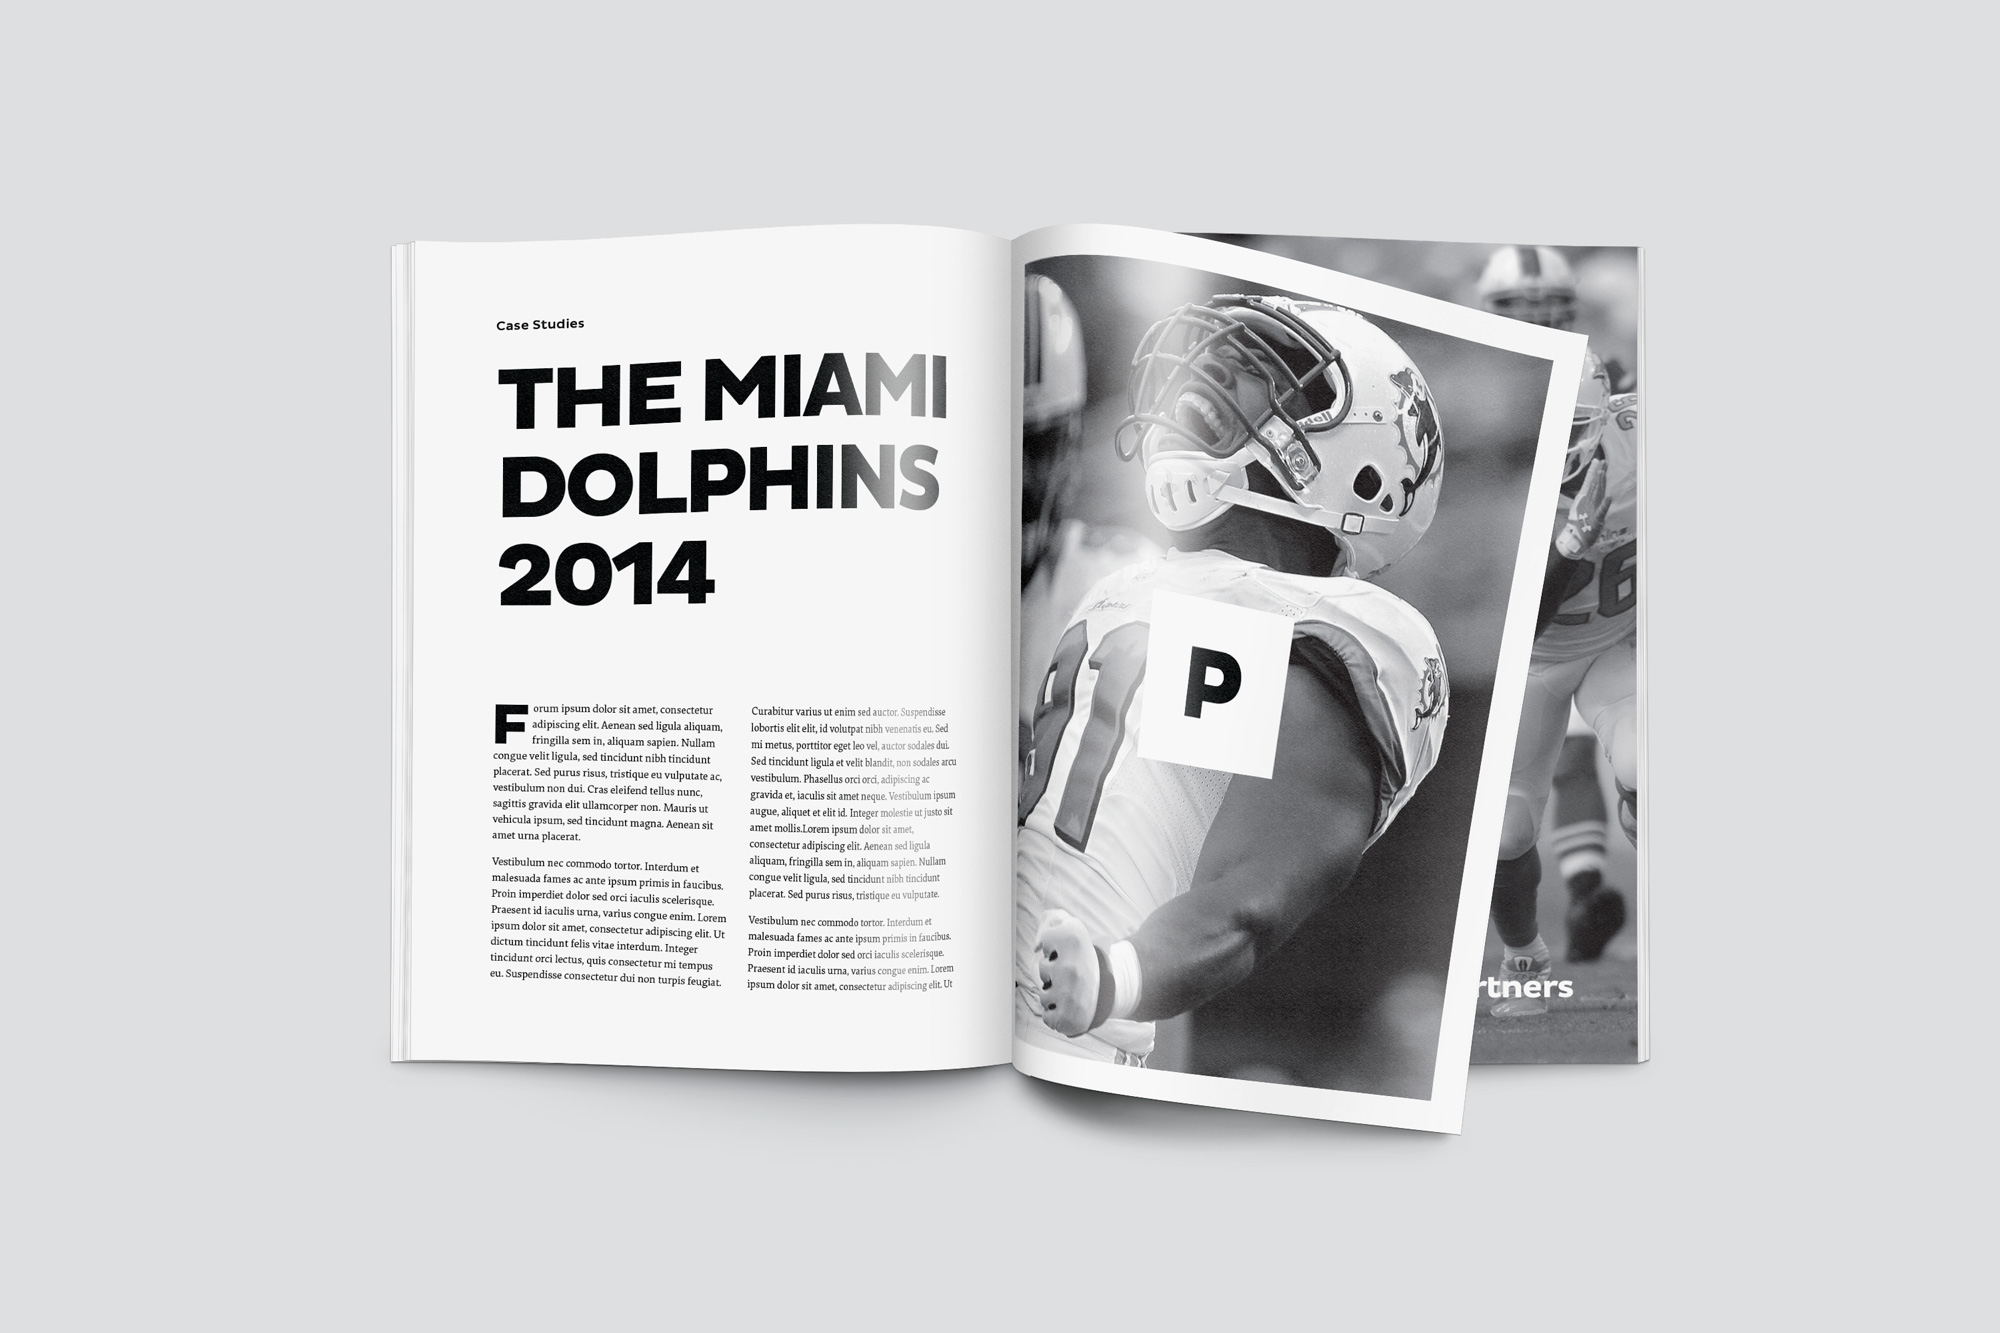 Case Studies
THE MIAMI
DOLPHINS
2014
Forum ipsum dolor sit amet, consectetur
adipiscing elit. Aenean sed ligula aliquam,
fringilla sem in, aliquam sapien. Nullam
congue velit ligula, sed tincidunt nibh tincidunt
placerat. Sed purus risus, tristique eu vulputate ac,
vestibulum non dui. Cras eleifend tellus nunc,
sagittis gravida elit ullamcorper non. Mauris ut
vehicula ipsum, sed tincidunt magna. Aenean sit
amet urna placerat.
Vestibulum nec commodo tortor. Interdum et
malesuada fames ac ante ipsum primis in faucibus.
Proin imperdiet dolor sed orci iaculis scelerisque.
Praesent id iaculis urna, varius congue enim. Lorem
ipsum dolor sit amet, consectetur adipiscing elit. Ut
dictum tincidunt felis vitae interdum. Integer
tincidunt orci lectus, quis consectetur mi tempus
eu. Suspendisse consectetur dui non turpis feugiat.
Curabitur varius ut enim sed auctor. Suspendisse
lobortis elit elit, id volutpat nibh venenatis eu. Sed
mi metus, porttitor eget leo vel, auctor sodales dui.
Sed tincidunt ligula et velit blandit, non sodales arcu
vestibulum. Phasellus orci orci, adipiscing ac
gravida et, iaculis sit amet neque. Vestibulum ipsum
augue, aliquet et elit id. Integer molestie ut justo sit
amet mollis.Lorem ipsum dolor sit amet,
consectetur adipiscing elit. Aenean sed ligula
aliquam, fringilla sem in, aliquam sapien. Nullam
congue velit ligula, sed tincidunt nibh tincidunt
placerat. Sed purus risus, tristique eu vulputate.
Vestibulum nec commodo tortor. Interdum et
malesuada fames ac ante ipsum primis in faucibus.
Proin imperdiet dolor sed orci iaculis scelerisque.
Praesent id iaculis urna, varius congue enim. Lorem
ipsum dolor sit amet, consectetur adipiscing elit. Ut
P
91
26
rtners